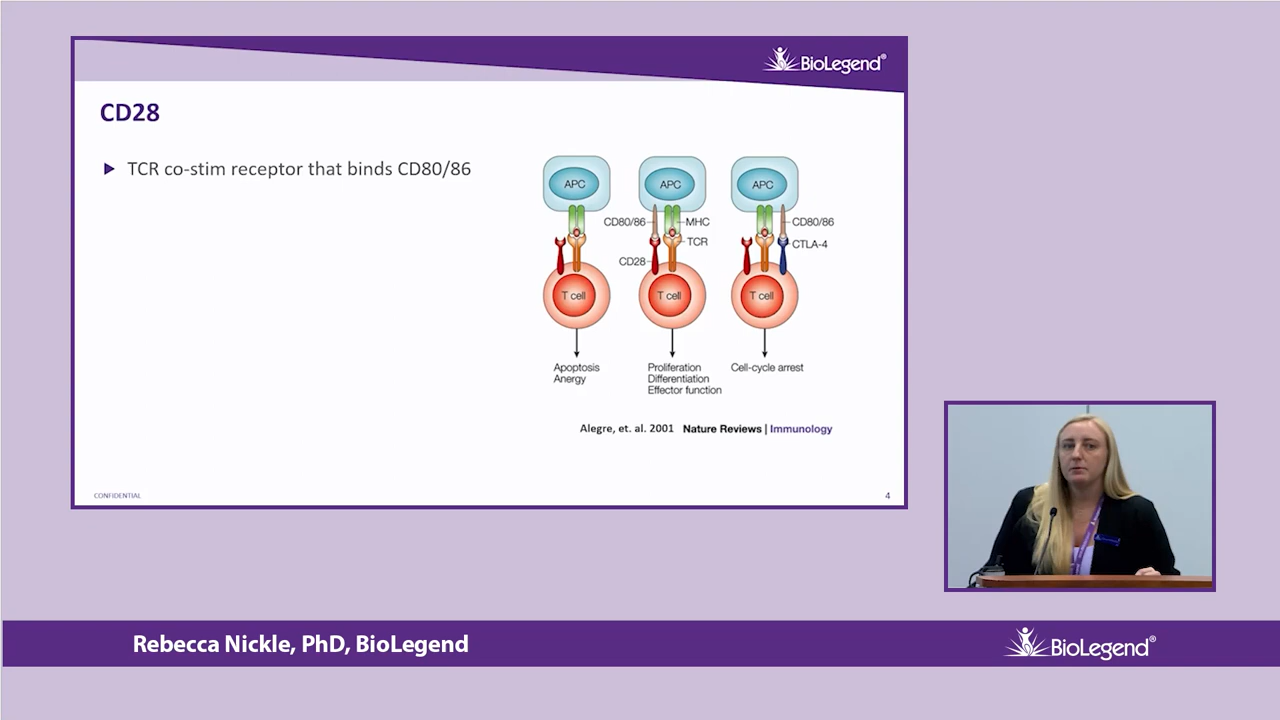 BioLegend®
CD28
TCR co-stim receptor that binds CD80/86
APC
APC
APC
CD80/86
MHC
CD80/86
TCR
CTLA-4
CD28
T cell
T cell
T cell
Apoptosis
Anergy
Proliferation
Differentiation
Effector function
Cell-cycle arrest
Alegre, et. al. 2001 Nature Reviews | Immunology
CONFIDENTIAL
4
Rebecca Nickle, PhD, BioLegend
BioLegend®